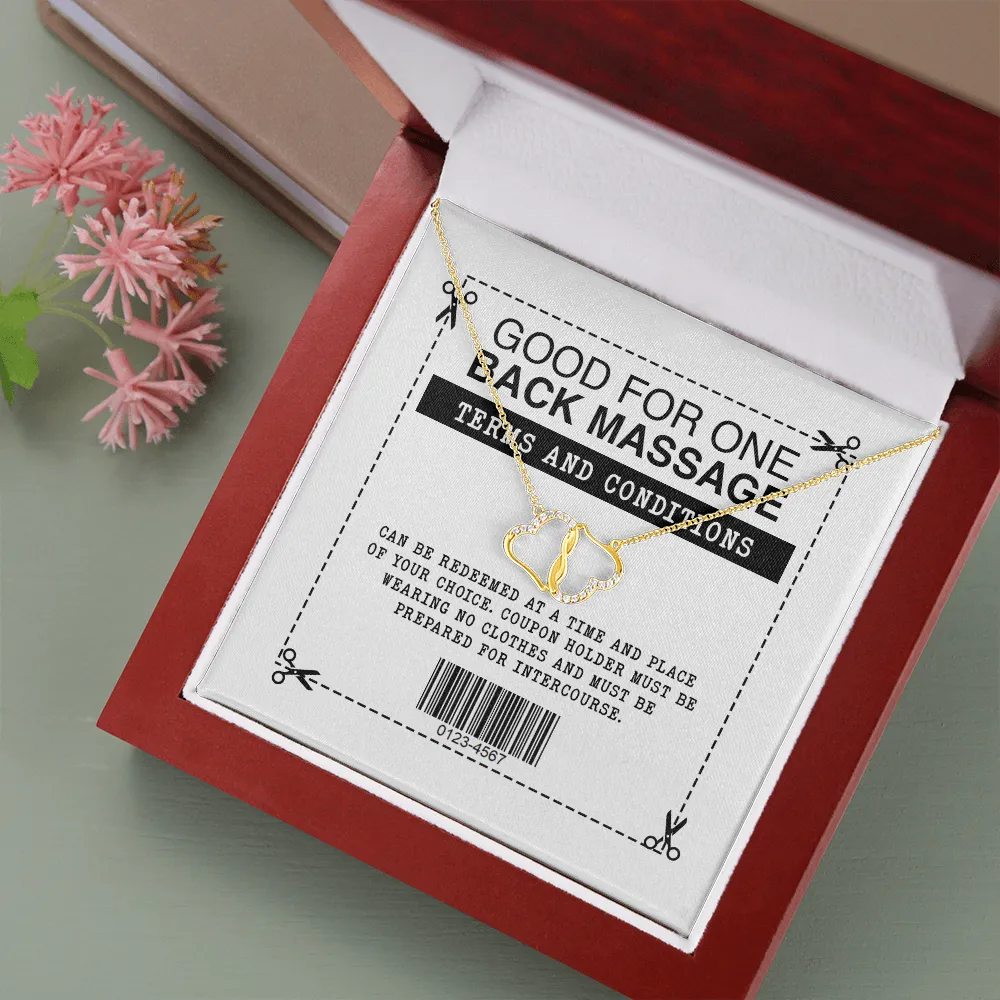 GOOD FOR ONE
BACK MASSAGE
TERMS AND CONDITIONS
CAN BE REDEEMED AT A TIME AND PLACE
OF YOUR CHOICE. COUPON HOLDER MUST BE
WEARING NO CLOTHES AND MUST BE
PREPARED FOR INTERCOURSE.
0123-4567